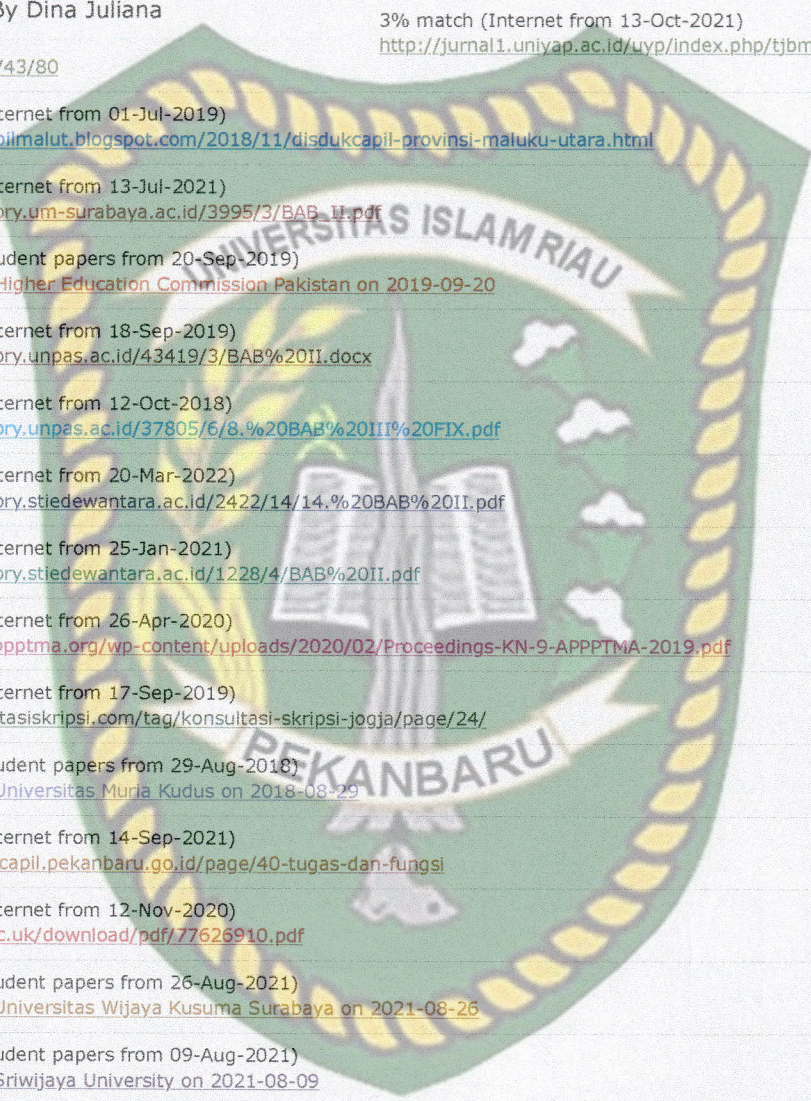 By Dina Juliana
3% match (Internet from 13-Oct-2021)
http://jurnal1.uniyap.ac.id/uyp/index.php/tjbm
/43/80
ternet from 01-Jul-2019)
pilmalut.blogspot.com/2018/11/disdukcapil-provinsi-maluku-utara.html
ternet from 13-Jul-2021)
ory.um-surabaya.ac.id/3995/3/BAB_II.pdf
UNIVERSITAS ISLAM RIAU
udent papers from 20-Sep-2019)
Higher Education Commission Pakistan on 2019-09-20
ternet from 18-Sep-2019)
ory.unpas.ac.id/43419/3/BAB%20II.docx
ternet from 12-Oct-2018)
ory.unpas.ac.id/37805/6/8.%20BAB%20III%20FIX.pdf
ternet from 20-Mar-2022)
ory.stiedewantara.ac.id/2422/14/14.%20BAB%20II.pdf
ternet from 25-Jan-2021)
ory.stiedewantara.ac.id/1228/4/BAB%20II.pdf
ternet from 26-Apr-2020)
apptma.org/wp-content/uploads/2020/02/Proceedings-KN-9-APPPTMA-2019.pdf
ternet from 17-Sep-2019)
tasiskripsi.com/tag/konsultasi-skripsi-jogja/page/24/
PEKANBARU
udent papers from 29-Aug-2018)
Universitas Muria Kudus on 2018-08-29
ternet from 14-Sep-2021)
capil.pekanbaru.go.id/page/40-tugas-dan-fungsi
ternet from 12-Nov-2020)
c.uk/download/pdf/77626910.pdf
udent papers from 26-Aug-2021)
Universitas Wijaya Kusuma Surabaya on 2021-08-26
udent papers from 09-Aug-2021)
Sriwijaya University on 2021-08-09